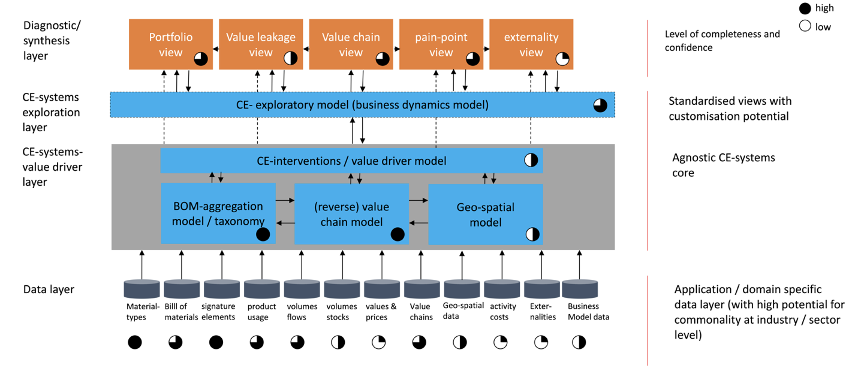 high
low
Diagnostic/
synthesis
layer
Portfolio
view
Value leakage
view
Value chain
view
pain-point
view
externality
view
Level of completeness and
confidence
CE-systems
exploration
layer
CE- exploratory model (business dynamics model)
Standardised views with
customisation potential
CE-systems-
value driver
layer
CE-interventions / value driver model
Agnostic CE-systems
core
BOM-aggregation
model / taxonomy
(reverse) value
chain model
Geo-spatial
model
Data layer
Material-
types
Billl of
materials
signature
elements
product
usage
volumes
flows
volumes
stocks
values &
prices
Value
chains
Geo-spatial
data
activity
costs
Exter-
nalities
Business
Model data
Application / domain specific
data layer (with high potential for
commonality at industry / sector
level)